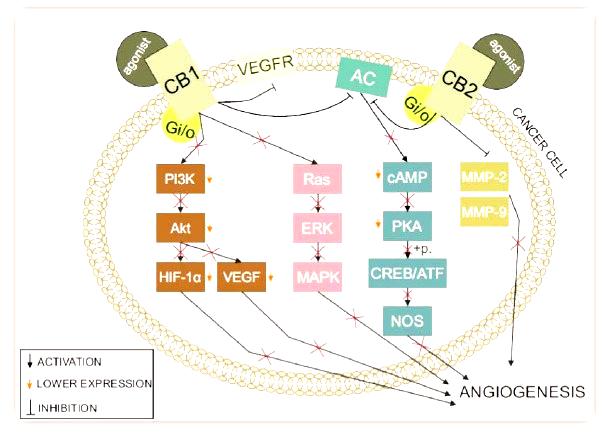 agonist
CB1
VEGFR
AC
CB2
agonist
Gi/o
Gi/o
CANCER CELL
PI3K
Ras
cAMP
MMP-2
Akt
ERK
PKA
MMP-9
+p.
HIF-1α
VEGF
MAPK
CREB/ATF
NOS
ACTIVATION
LOWER EXPRESSION
INHIBITION
ANGIOGENESIS